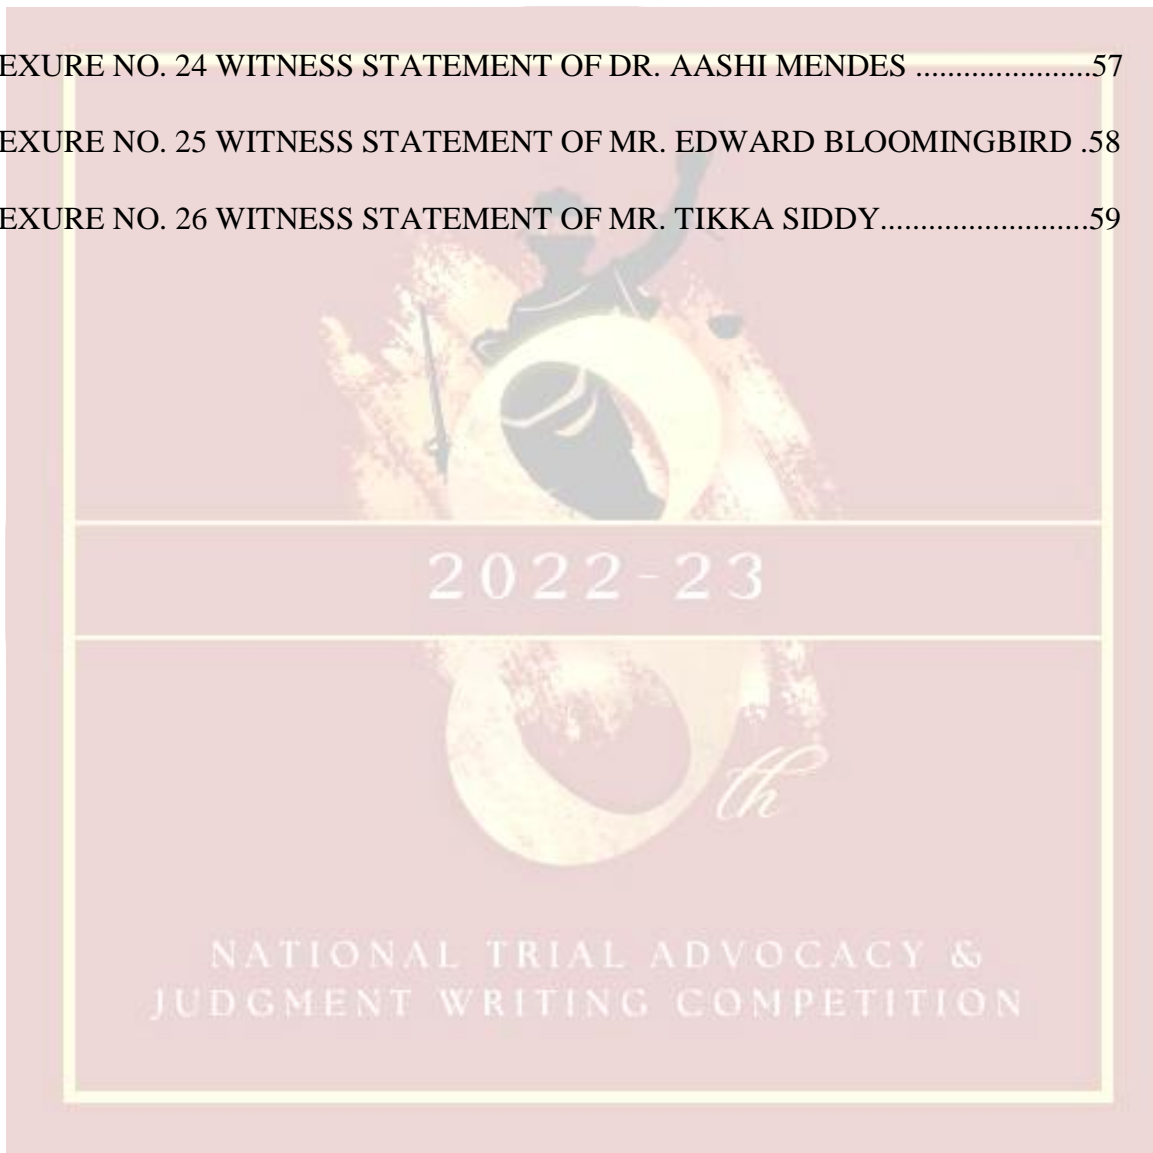 EXURE NO. 24 WITNESS STATEMENT OF DR. AASHI MENDES ......................57
EXURE NO. 25 WITNESS STATEMENT OF MR. EDWARD BLOOMINGBIRD .58
EXURE NO. 26 WITNESS STATEMENT OF MR. TIKKA SIDDY..........................59
2022-23
8th
NATIONAL TRIAL ADVOCACY &
JUDGMENT WRITING COMPETITION